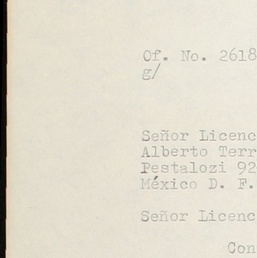 Of. No. 2618
g/
Señor Licenc
Alberto Terr
Pestalozi 92
México D. F.
Señor Licenc
Con